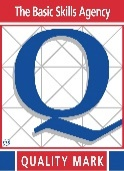 The Basic Skills Agency
Q
QUALITY MARK